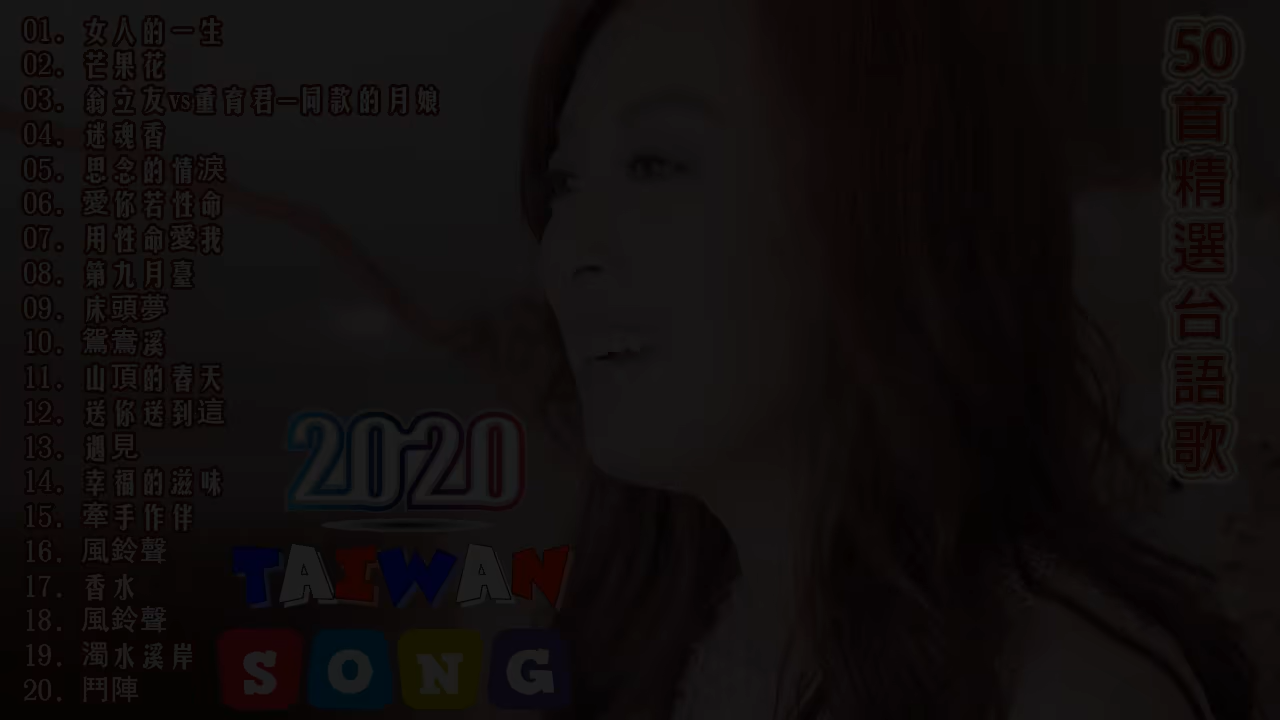 01. 女人的一生
02. 芒果花
03. 翁立友vs董育君—同款的月娘
04. 迷魂香
05. 思念的情淚
06. 愛你若性命
07. 用性命愛我
08. 第九月臺
09. 床頭夢
10. 鴛鴦溪
11. 山頂的春天
12. 送你送到這
13. 遇見
14. 幸福的滋味
15. 牽手作伴
16. 風鈴聲
17. 香水
18. 風鈴聲
19. 濁水溪岸
20. 鬥陣
2020
TAIWAN
SONG
50首精選台語歌